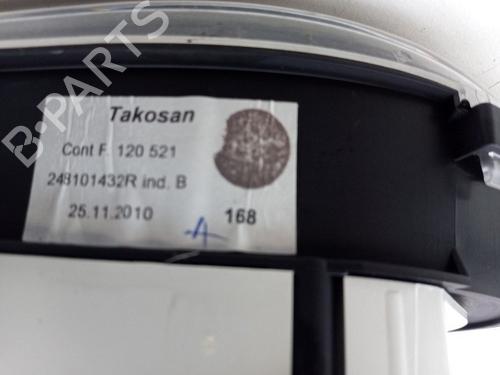 B-PARTS
Takosan
Cont F. 120 521
248101432R ind. B
25.11.2010 168